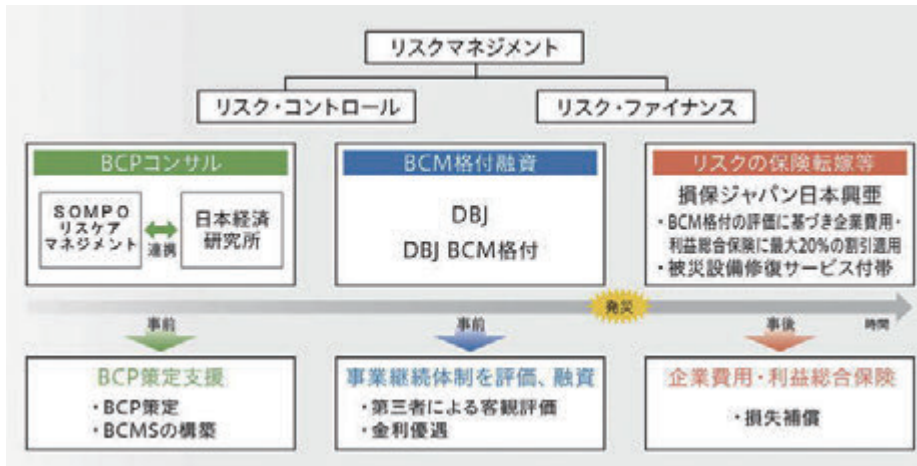 リスクマネジメント
リスク・コントロール
リスク・ファイナンス
BCPコンサル
SOMPO
リスケア
マネジメント
連携
日本経済
研究所
BCM格付融資
DBJ
DBJ BCM格付
リスクの保険転嫁等
損保ジャパン日本興亜
・BCM格付の評価に基づき企業費用・
利益総合保険に最大20%の割引適用
・被災設備修復サービス付帯
発災
時間
事前
事前
事後
BCP策定支援
・BCP策定
・BCMSの構築
事業継続体制を評価、融資
・第三者による客観評価
・金利優遇
企業費用・利益総合保険
・損失補償